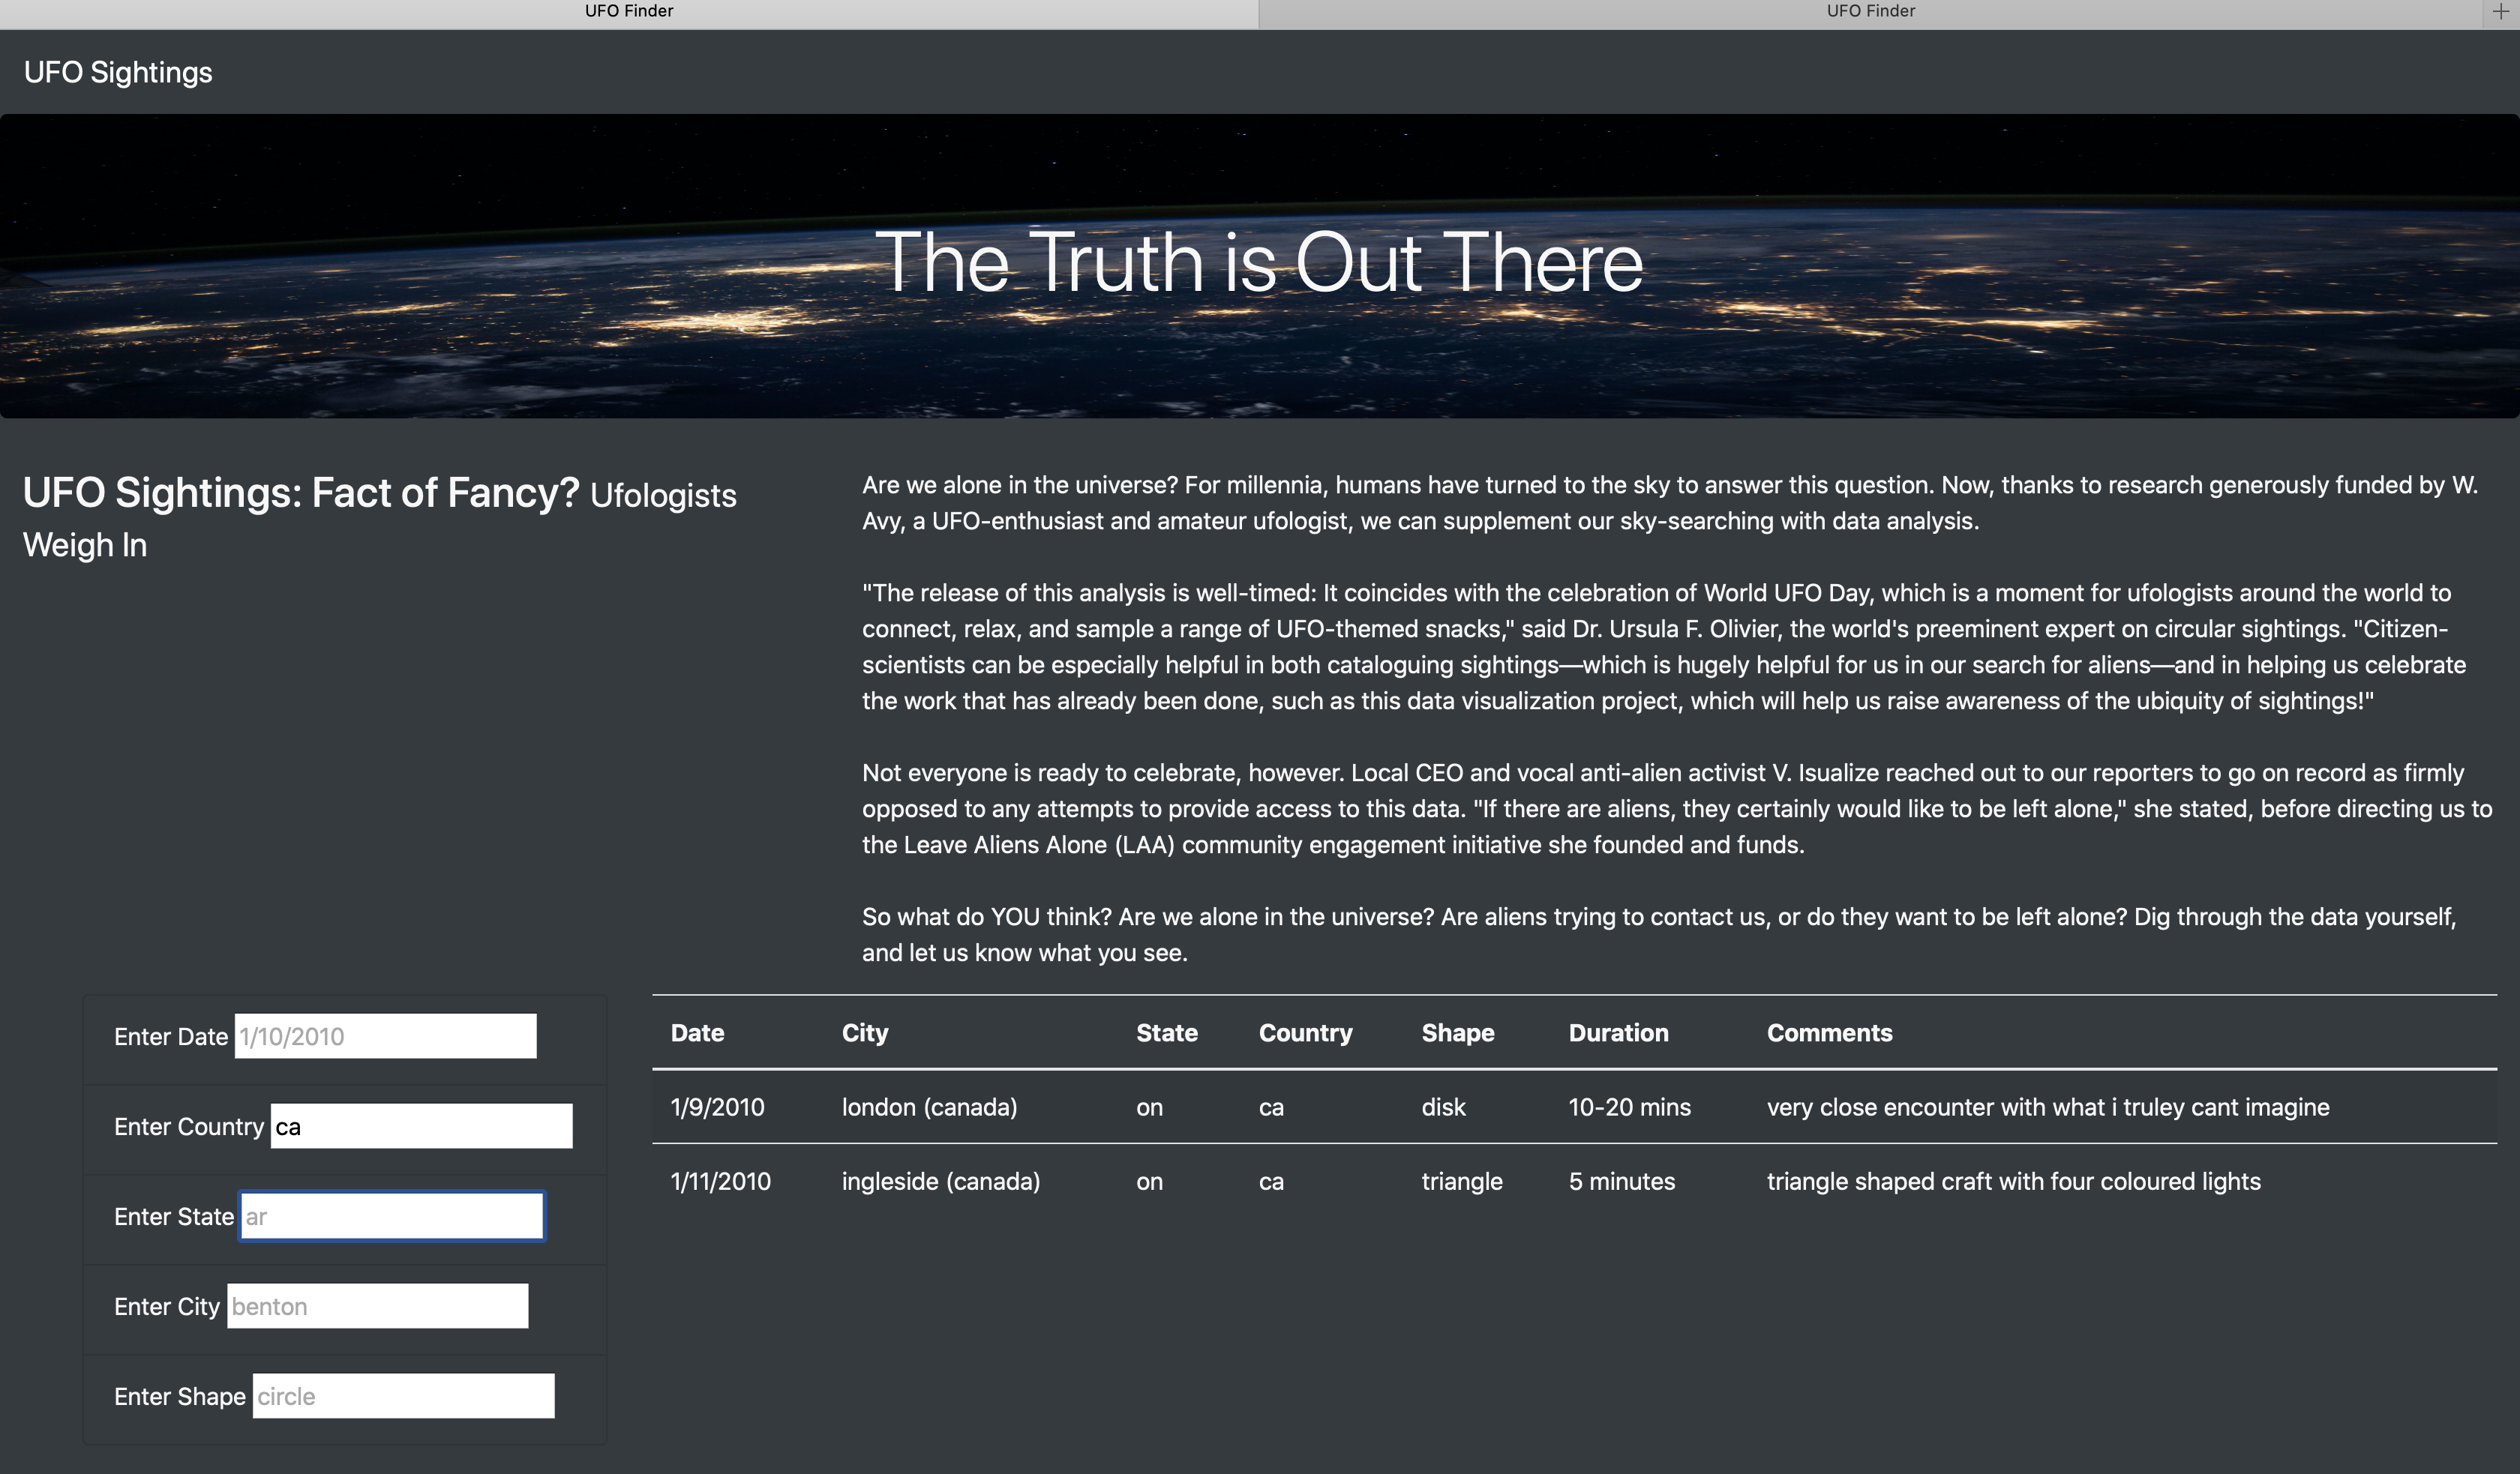 UFO Finder
UFO Finder
UFO Sightings
The Truth is Out There
UFO Sightings: Fact of Fancy? Ufologists
Weigh In
Are we alone in the universe? For millennia, humans have turned to the sky to answer this question. Now, thanks to research generously funded by W.
Avy, a UFO-enthusiast and amateur ufologist, we can supplement our sky-searching with data analysis.
"The release of this analysis is well-timed: It coincides with the celebration of World UFO Day, which is a moment for ufologists around the world to
connect, relax, and sample a range of UFO-themed snacks," said Dr. Ursula F. Olivier, the world's preeminent expert on circular sightings. "Citizen-
scientists can be especially helpful in both cataloguing sightings—which is hugely helpful for us in our search for aliens—and in helping us celebrate
the work that has already been done, such as this data visualization project, which will help us raise awareness of the ubiquity of sightings!"
Not everyone is ready to celebrate, however. Local CEO and vocal anti-alien activist V. Isualize reached out to our reporters to go on record as firmly
opposed to any attempts to provide access to this data. "If there are aliens, they certainly would like to be left alone," she stated, before directing us to
the Leave Aliens Alone (LAA) community engagement initiative she founded and funds.
So what do YOU think? Are we alone in the universe? Are aliens trying to contact us, or do they want to be left alone? Dig through the data yourself,
and let us know what you see.
Enter Date 1/10/2010
Enter Country ca
Enter State ar
Enter City benton
Enter Shape circle
Date City State Country Shape Duration Comments
1/9/2010 london (canada) on ca disk 10-20 mins very close encounter with what i truley cant imagine
1/11/2010 ingleside (canada) on ca triangle 5 minutes triangle shaped craft with four coloured lights